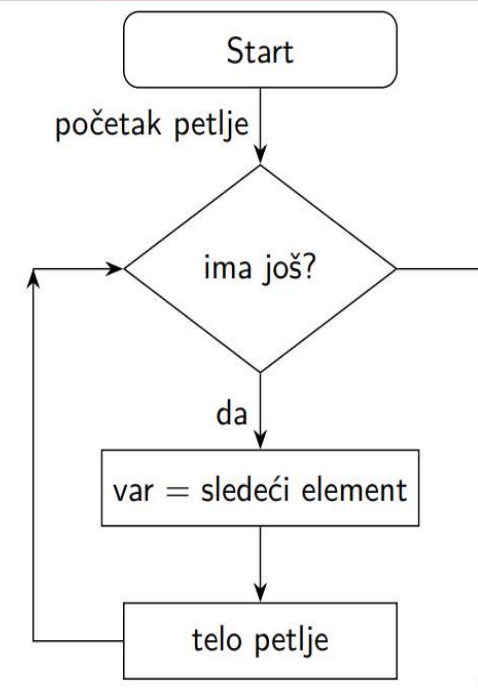 Start
početak petlje
ima još?
da
var = sledeći element
telo petlje